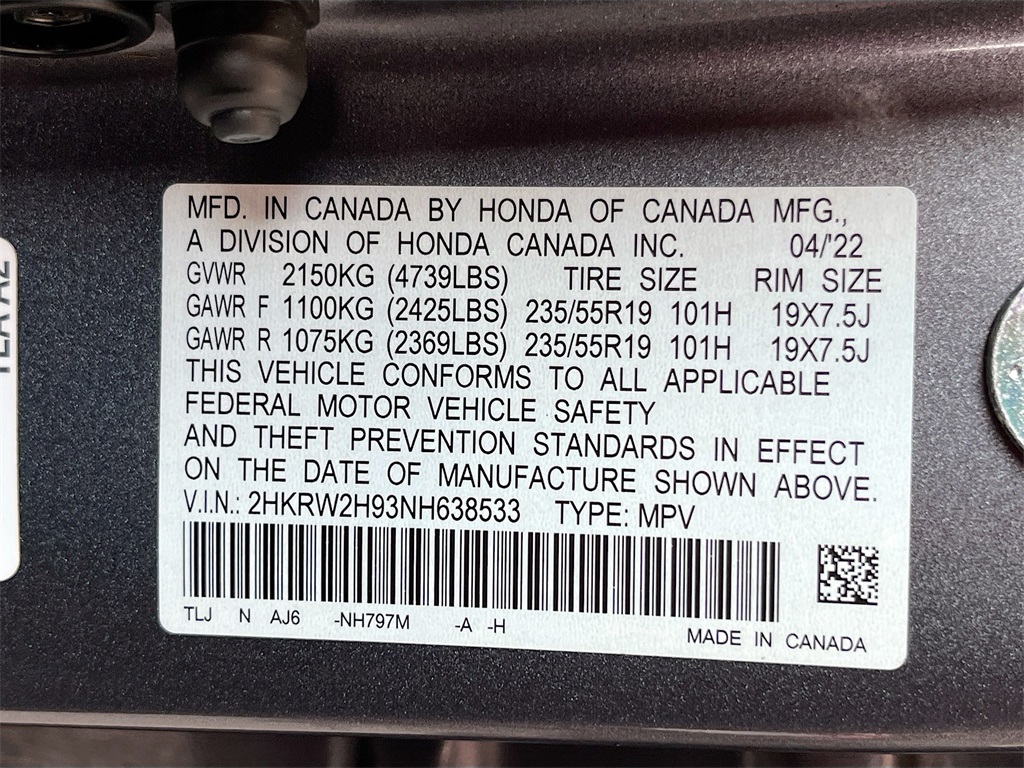 MFD. IN CANADA BY HONDA OF CANADA MFG.,
A DIVISION OF HONDA CANADA INC. 04/'22
GVWR 2150KG (4739LBS) TIRE SIZE RIM SIZE
GAWR F 1100KG (2425LBS) 235/55R19 101H 19X7.5J
GAWR R 1075KG (2369LBS) 235/55R19 101H 19X7.5J
THIS VEHICLE CONFORMS TO ALL APPLICABLE
FEDERAL MOTOR VEHICLE SAFETY
AND THEFT PREVENTION STANDARDS IN EFFECT
ON THE DATE OF MANUFACTURE SHOWN ABOVE.
V.I.N.: 2HKRW2H93NH638533 TYPE: MPV
TLJ N AJ6 -NH797M -A -H
MADE IN CANADA